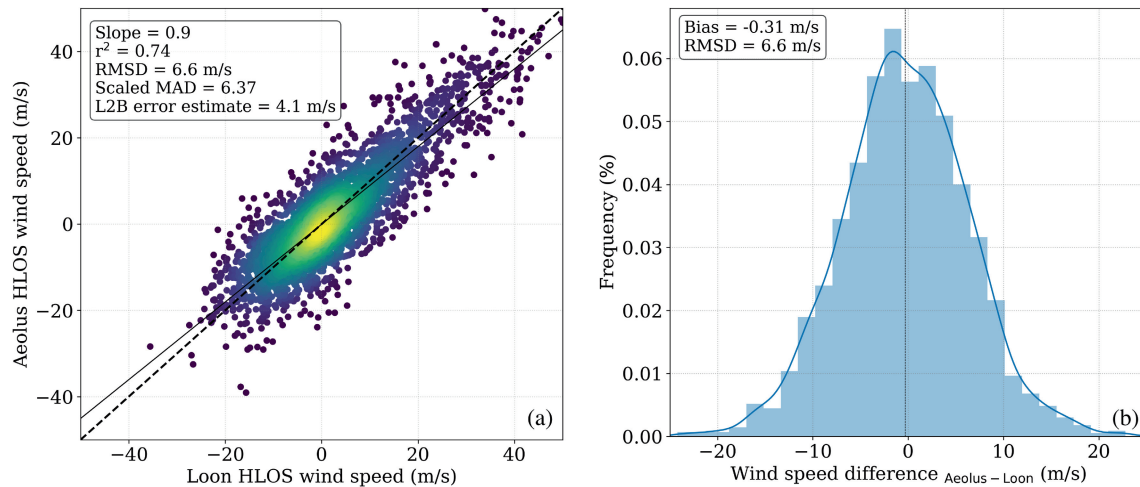 Slope = 0.9
r² = 0.74
RMSD = 6.6 m/s
Scaled MAD = 6.37
L2B error estimate = 4.1 m/s
Aeolus HLOS wind speed (m/s)
40
20
0
−20
−40
−40 −20 0 20 40
Loon HLOS wind speed (m/s)
(a)
Bias = -0.31 m/s
RMSD = 6.6 m/s
Frequency (%)
0.06
0.05
0.04
0.03
0.02
0.01
0.00
−20 −10 0 10 20
Wind speed difference Aeolus − Loon (m/s)
(b)